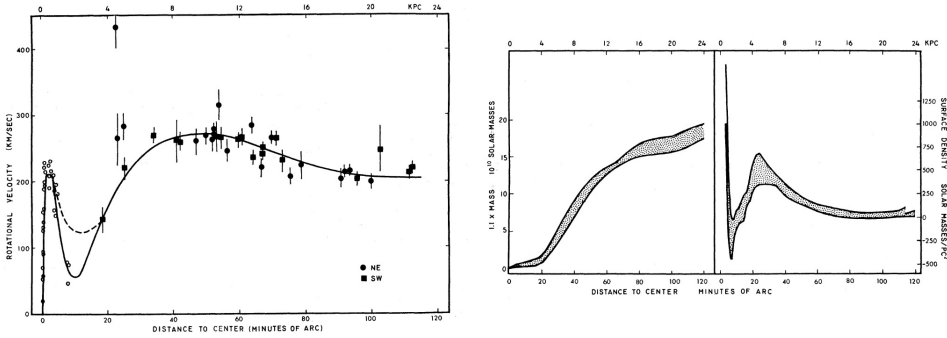 0 4 8 12 16 20 KPC 24
400
300
200
100
0
ROTATIONAL VELOCITY (KM/SEC)
NE
SW
0 20 40 60 80 100 120
DISTANCE TO CENTER (MINUTES OF ARC)
0 4 8 12 16 20 24
0 4 8 12 16 20 24 KPC
20
15
10
5
0
1.1 X MASS 10¹⁰ SOLAR MASSES
1250
1000
750
500
250
0
-250
-500
SURFACE DENSITY SOLAR MASSES/PC²
0 20 40 60 80 100
0 20 40 60 80 100 120
DISTANCE TO CENTER MINUTES OF ARC